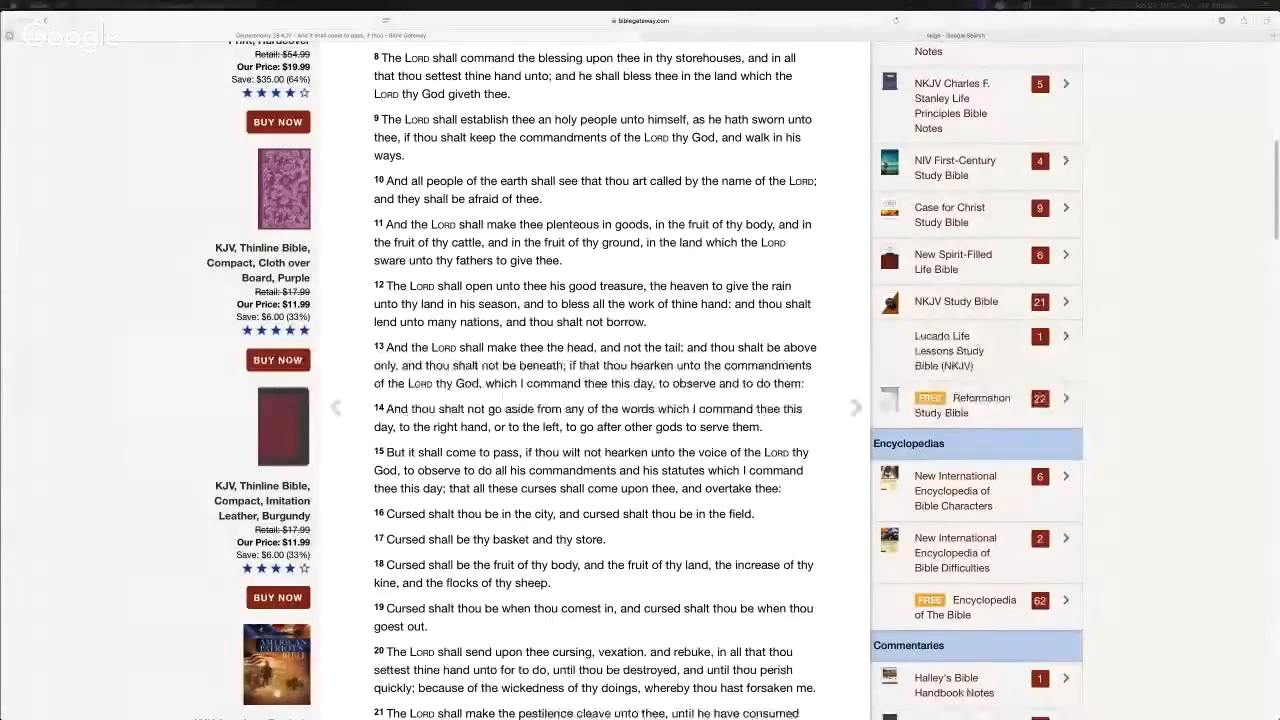 biblegateway.com
Deuteronomy 28 KJV - And it shall come to pass, if thou - Bible Gateway
seige - Google Search
Google
Print, Hardcover
Retail: $54.99
Our Price: $19.99
Save: $35.00 (64%)
BUY NOW
KJV, Thinline Bible,
Compact, Cloth over
Board, Purple
Retail: $17.99
Our Price: $11.99
Save: $6.00 (33%)
BUY NOW
KJV, Thinline Bible,
Compact, Imitation
Leather, Burgundy
Retail: $17.99
Our Price: $11.99
Save: $6.00 (33%)
BUY NOW
AMERICAN
PATRIOT'S
BIBLE
8 The LORD shall command the blessing upon thee in thy storehouses, and in all
that thou settest thine hand unto; and he shall bless thee in the land which the
LORD thy God giveth thee.
9 The LORD shall establish thee an holy people unto himself, as he hath sworn unto
thee, if thou shalt keep the commandments of the LORD thy God, and walk in his
ways.
10 And all people of the earth shall see that thou art called by the name of the LORD;
and they shall be afraid of thee.
11 And the LORD shall make thee plenteous in goods, in the fruit of thy body, and in
the fruit of thy cattle, and in the fruit of thy ground, in the land which the LORD
sware unto thy fathers to give thee.
12 The LORD shall open unto thee his good treasure, the heaven to give the rain
unto thy land in his season, and to bless all the work of thine hand: and thou shalt
lend unto many nations, and thou shalt not borrow.
13 And the LORD shall make thee the head, and not the tail; and thou shalt be above
only, and thou shalt not be beneath; if that thou hearken unto the commandments
of the LORD thy God, which I command thee this day, to observe and to do them:
14 And thou shalt not go aside from any of the words which I command thee this
day, to the right hand, or to the left, to go after other gods to serve them.
15 But it shall come to pass, if thou wilt not hearken unto the voice of the LORD thy
God, to observe to do all his commandments and his statutes which I command
thee this day; that all these curses shall come upon thee, and overtake thee:
16 Cursed shalt thou be in the city, and cursed shalt thou be in the field.
17 Cursed shall be thy basket and thy store.
18 Cursed shall be the fruit of thy body, and the fruit of thy land, the increase of thy
kine, and the flocks of thy sheep.
19 Cursed shalt thou be when thou comest in, and cursed shalt thou be when thou
goest out.
20 The LORD shall send upon thee cursing, vexation, and rebuke, in all that thou
settest thine hand unto for to do, until thou be destroyed, and until thou perish
quickly; because of the wickedness of thy doings, whereby thou hast forsaken me.
21 The LORD shall make the pestilence cleave unto thee, until he have consumed
Notes
NKJV Charles F. 5
Stanley Life
Principles Bible
Notes
NIV First-Century 4
Study Bible
Case for Christ 9
Study Bible
New Spirit-Filled 6
Life Bible
NKJV Study Bible 21
Lucado Life 1
Lessons Study
Bible (NKJV)
FREE Reformation 22
Study Bible
Encyclopedias
New International 6
Encyclopedia of
Bible Characters
New International 2
Encyclopedia of
Bible Difficulties
FREE Encyclopedia 62
of The Bible
Commentaries
Halley's Bible 1
Handbook Notes